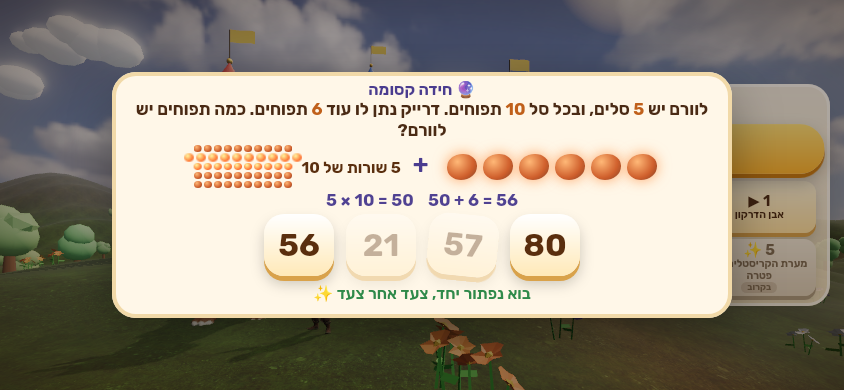 🔮 חידה קסומה
לוורם יש 5 סלים, ובכל סל 10 תפוחים. דרייק נתן לו עוד 6 תפוחים. כמה תפוחים יש
לוורם?
5 שורות של 10 +
5 × 10 = 50   50 + 6 = 56
56 21 57 80
בוא נפתור יחד, צעד אחר צעד ✨
1 ▶
אבן הדרקון
5 ✨
מערת הקריסטלי
פטרה
בקרוב